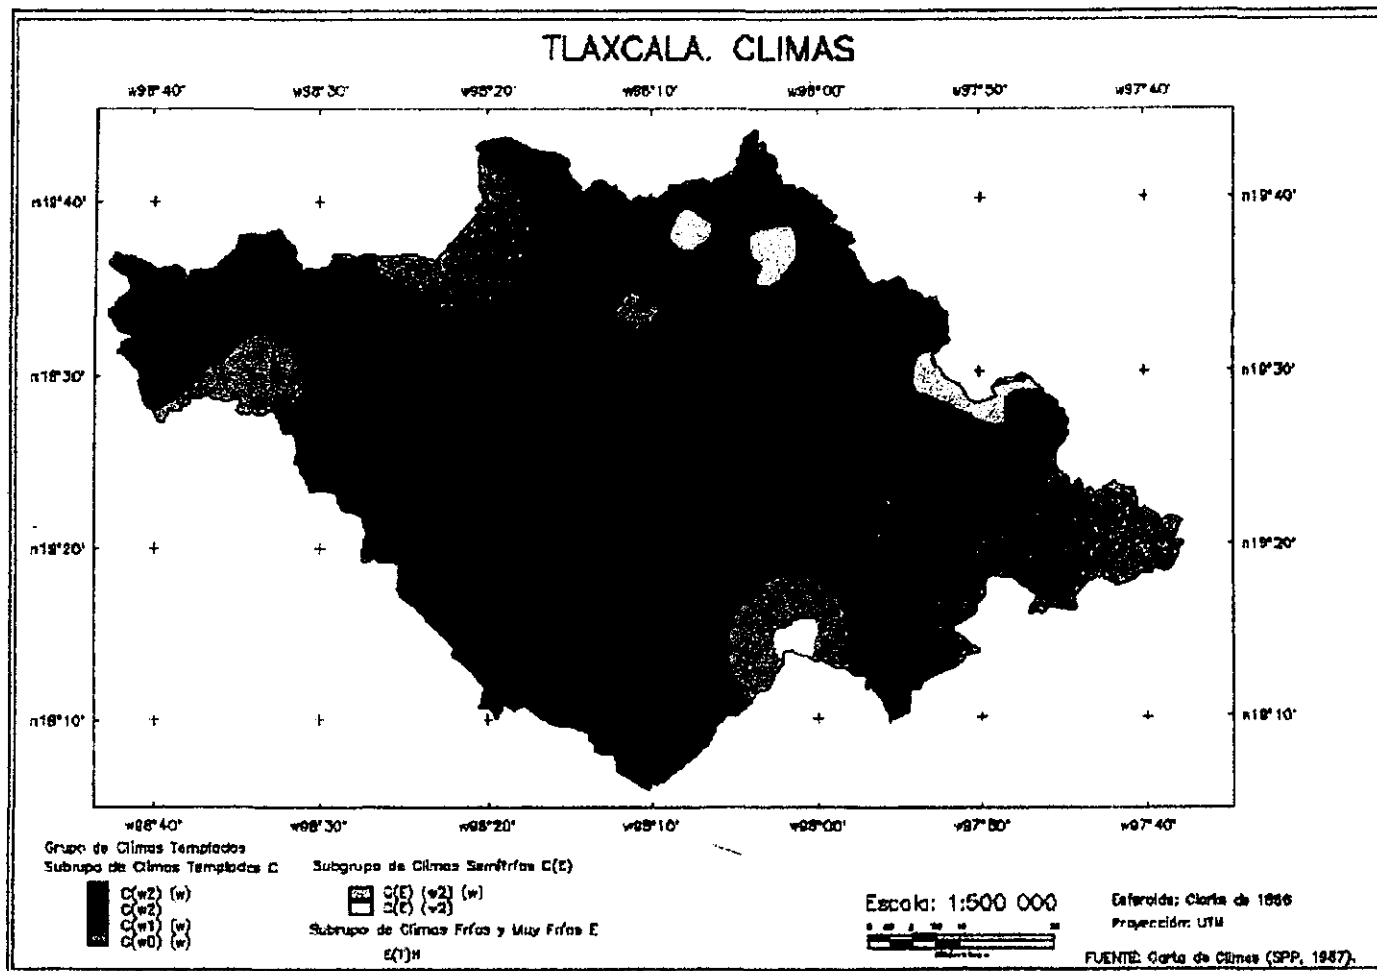 TLAXCALA. CLIMAS
w98°40' w98°30' w98°20' w98°10' w98°00' w97°50' w97°40'
n19°40' n19°40'
n19°30' n19°30'
n19°20' n19°20'
n19°10' n19°10'
w98°40' w98°30' w98°20' w98°10' w98°00' w97°50' w97°40'
Grupo de Climas Templados
Subrupo de Climas Templados C
C(w2) (w)
C(w2)
C(w1) (w)
C(w0) (w)
Subgrupo de Climas Semifríos C(E)
C(E) (w2) (w)
C(E) (w2)
Subrupo de Climas Fríos y Muy Fríos E
E(T)H
Escala: 1:500 000
Esferoide: Clarke de 1866
Proyección: UTM
FUENTE: Carta de Climas (SPP, 1987).